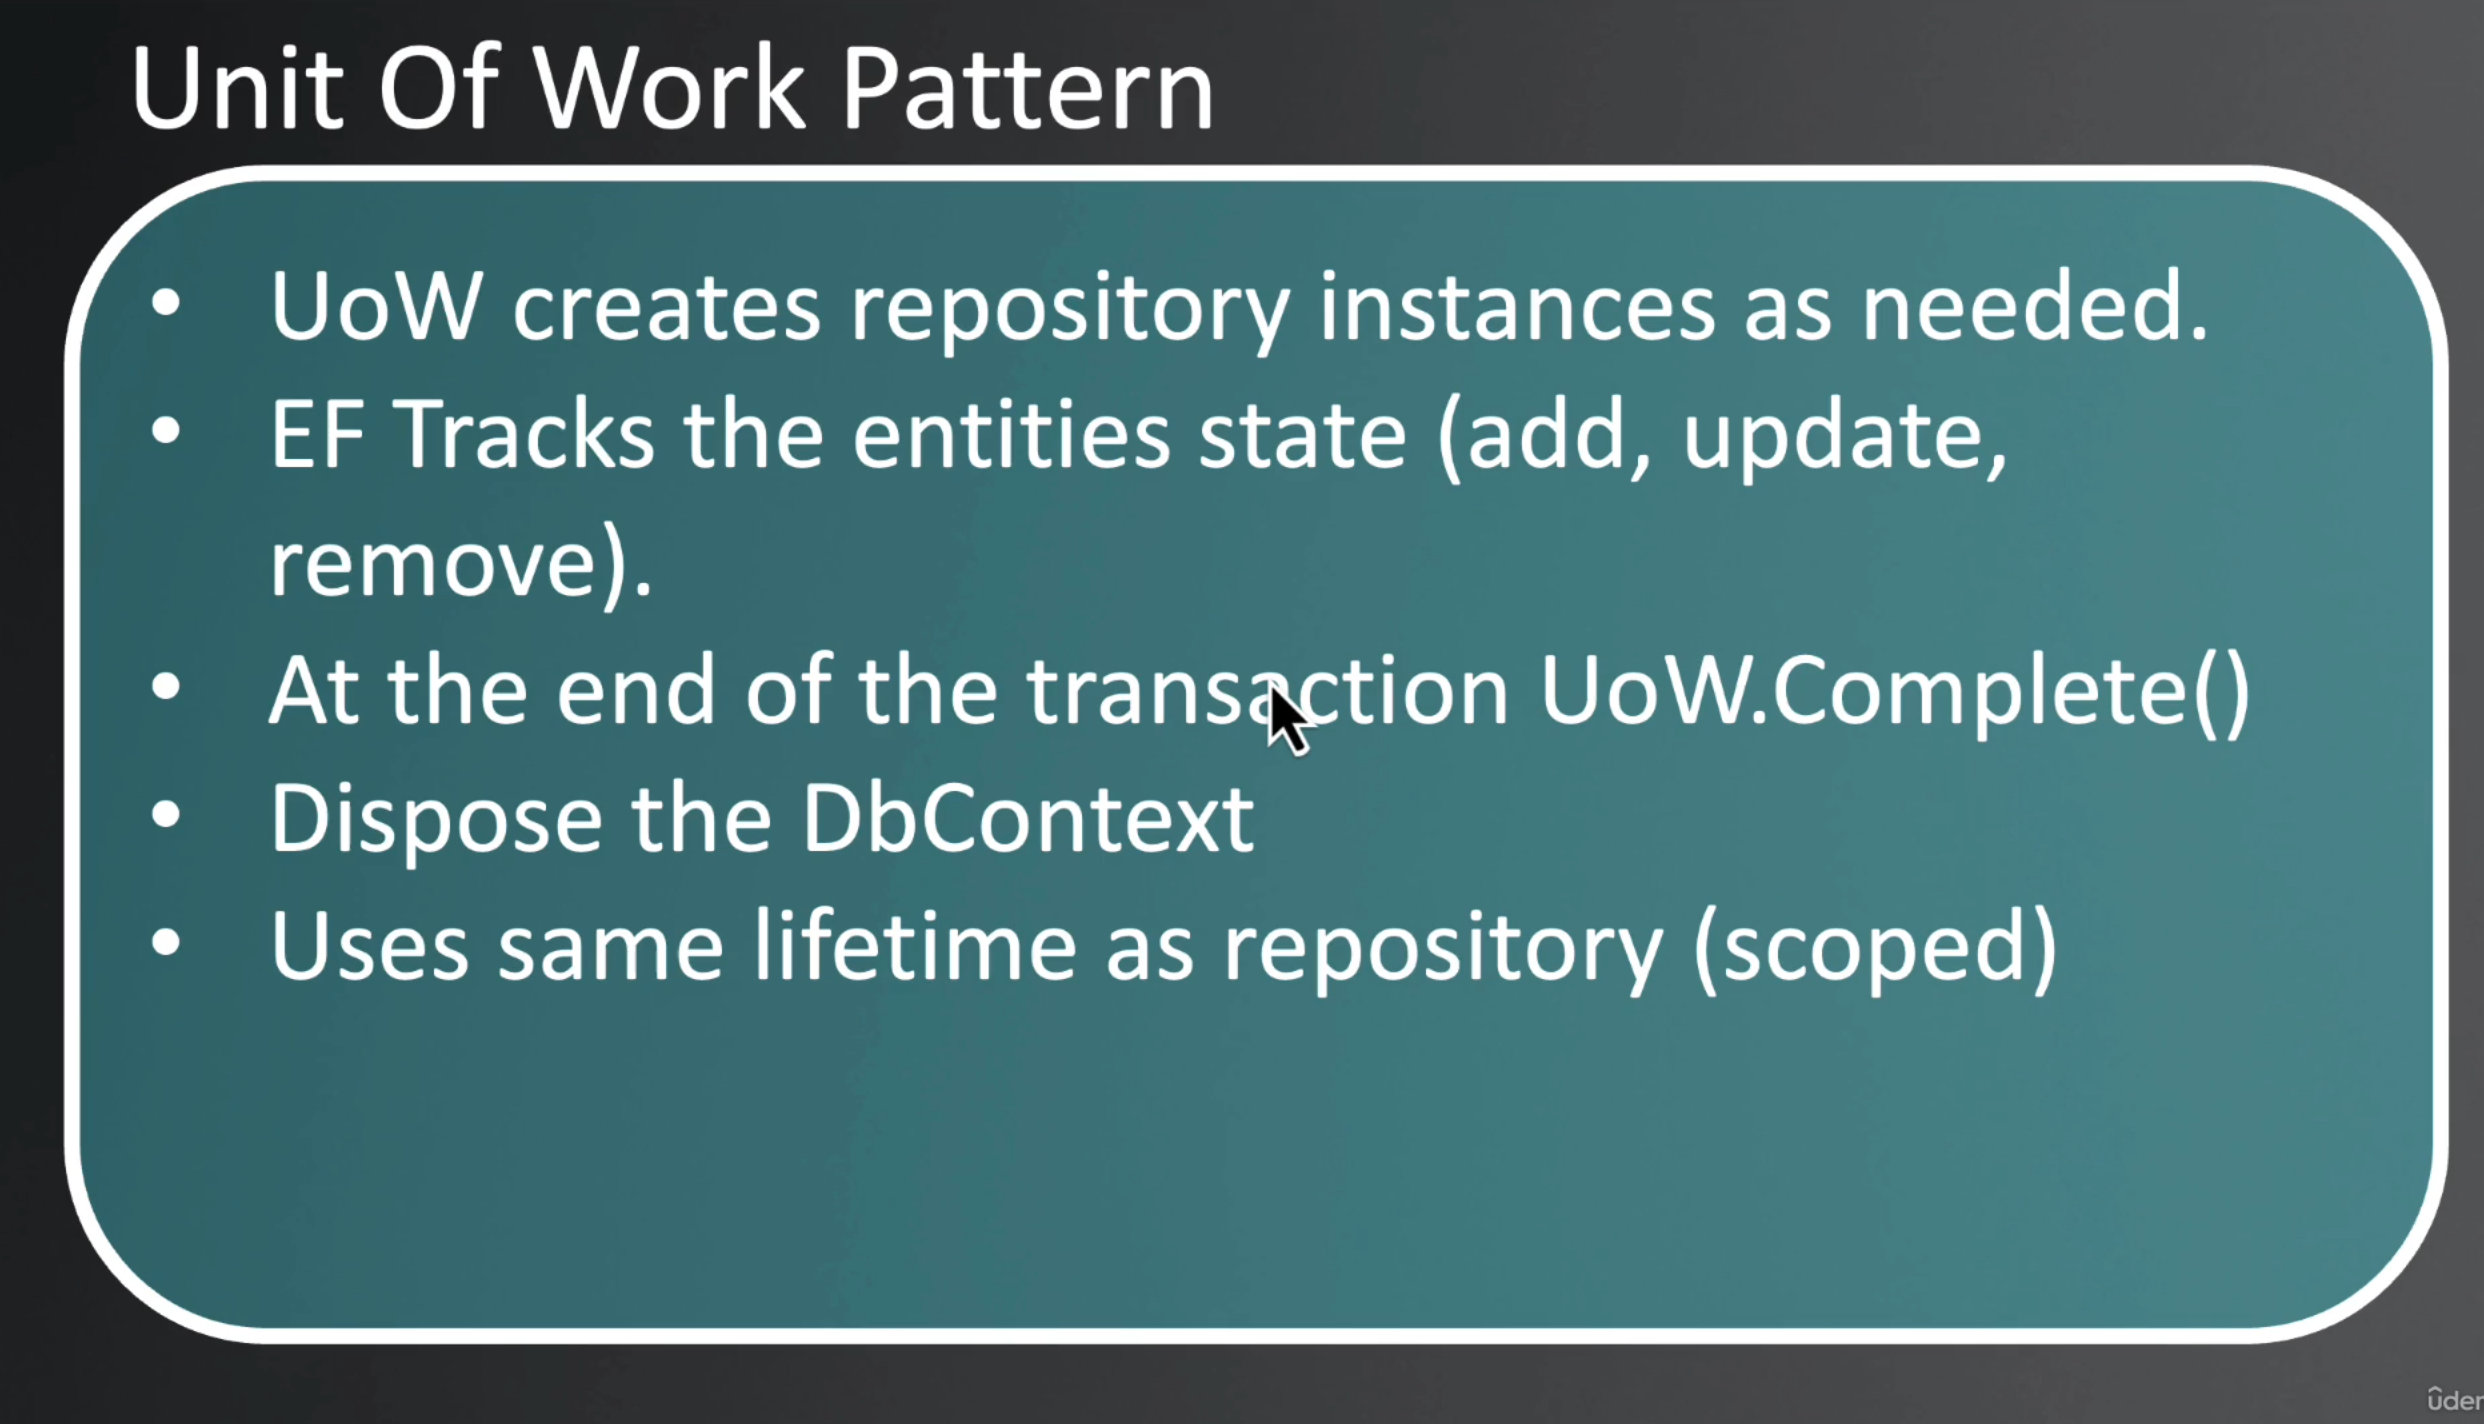 Unit Of Work Pattern
• UoW creates repository instances as needed.
• EF Tracks the entities state (add, update,
remove).
• At the end of the transaction UoW.Complete()
• Dispose the DbContext
• Uses same lifetime as repository (scoped)